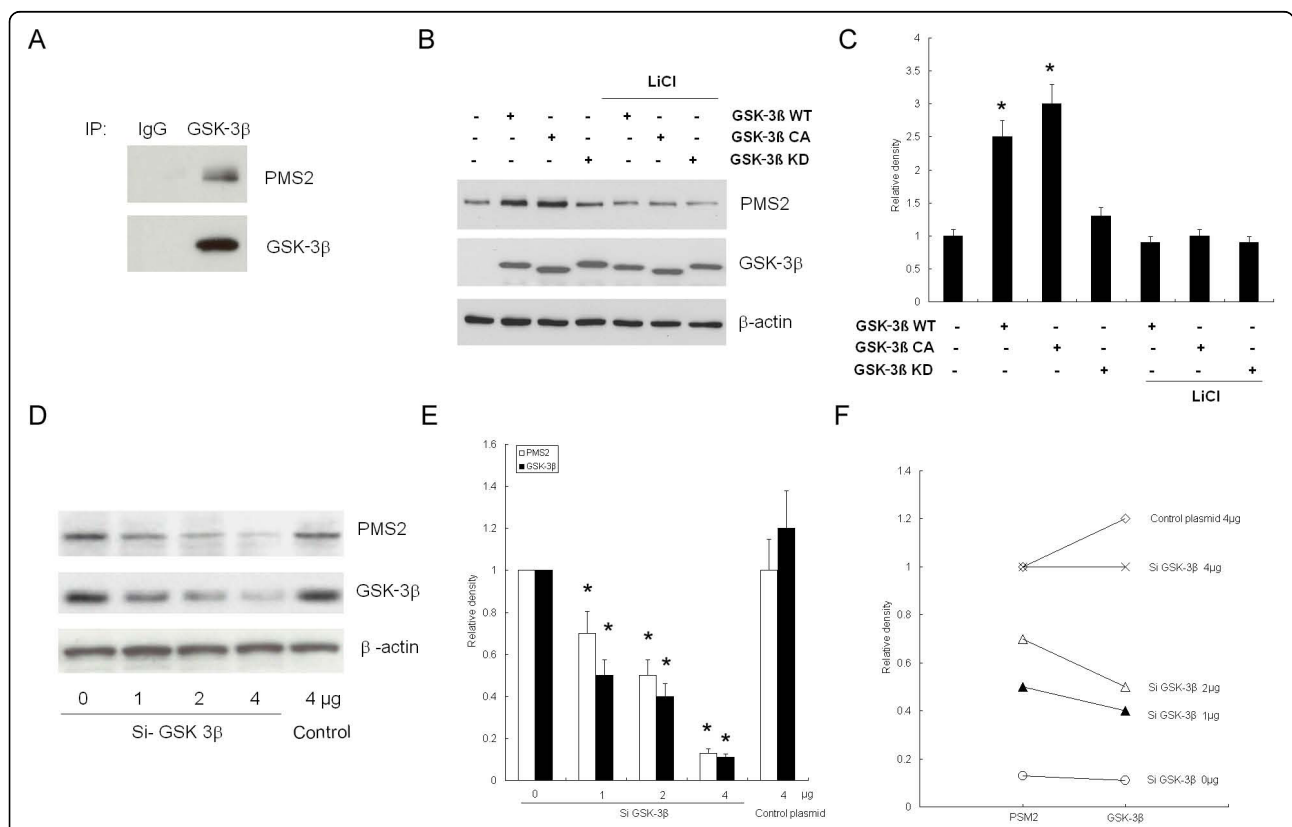 A
IP: IgG GSK-3β
PMS2
GSK-3β
B
LiCl
- + - - + - - GSK-3ß WT
- - + - - + - GSK-3ß CA
- - - + - - + GSK-3ß KD
PMS2
GSK-3β
β-actin
C
4
3.5
3
2.5
2
1.5
1
0.5
0
Relative density
* *
GSK-3ß WT - + - - + - -
GSK-3ß CA - - + - - + -
GSK-3ß KD - - - + - - +
LiCl
D
PMS2
GSK-3β
β -actin
0 1 2 4 4 µg
Si- GSK 3β Control
E
1.6
1.4
1.2
1
0.8
0.6
0.4
0.2
0
Relative density
PMS2
GSK-3β
* * * * * *
0 1 2 4 4 µg
Si GSK-3β Control plasmid
F
1.4
1.2
1
0.8
0.6
0.4
0.2
0
Relative density
Control plasmid 4µg
Si GSK-3β 4µg
Si GSK-3β 2µg
Si GSK-3β 1µg
Si GSK-3β 0µg
PSM2 GSK-3β